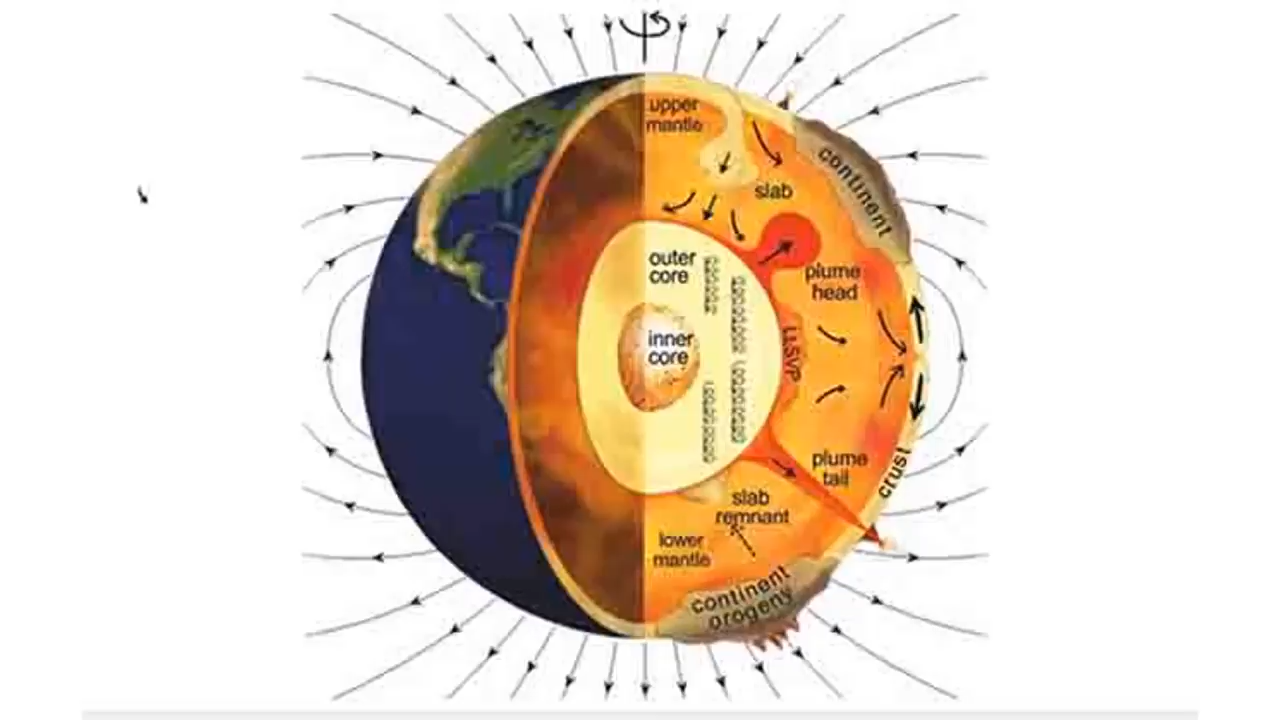 upper
mantle
continent
slab
outer
core
plume
head
inner
core
LLSVP
plume
tail
crust
slab
remnant
lower
mantle
continent
orogeny